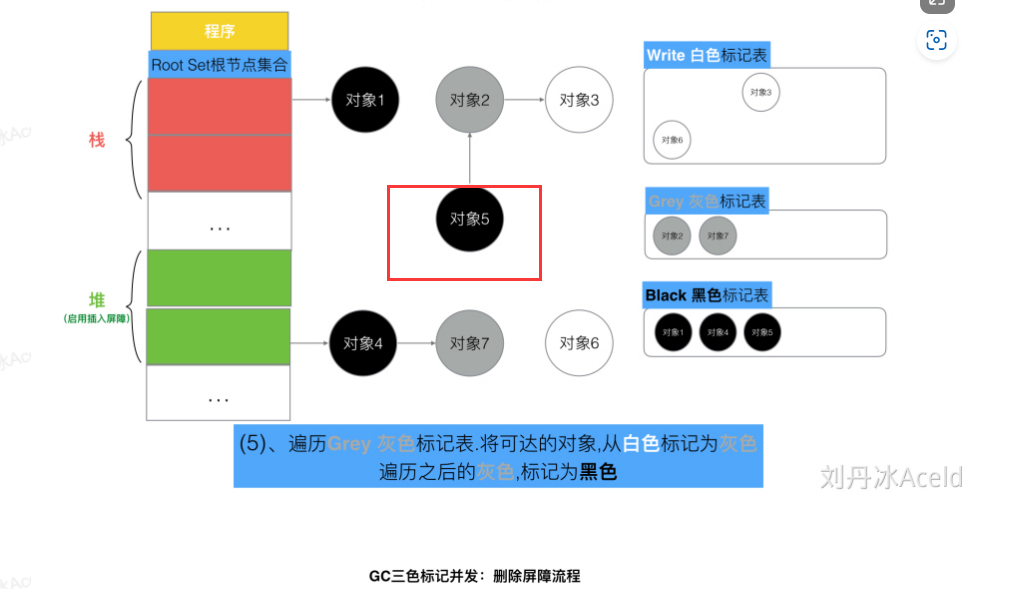 程序
Root Set根节点集合
栈
...
堆
(启用插入屏障)
...
对象1
对象2
对象3
对象5
对象4
对象7
对象6
Write 白色标记表
对象3
对象6
Grey 灰色标记表
对象2
对象7
Black 黑色标记表
对象1
对象4
对象5
(5)、遍历Grey 灰色标记表.将可达的对象,从白色标记为灰色
遍历之后的灰色,标记为黑色
刘丹冰Aceld
GC三色标记并发：删除屏障流程